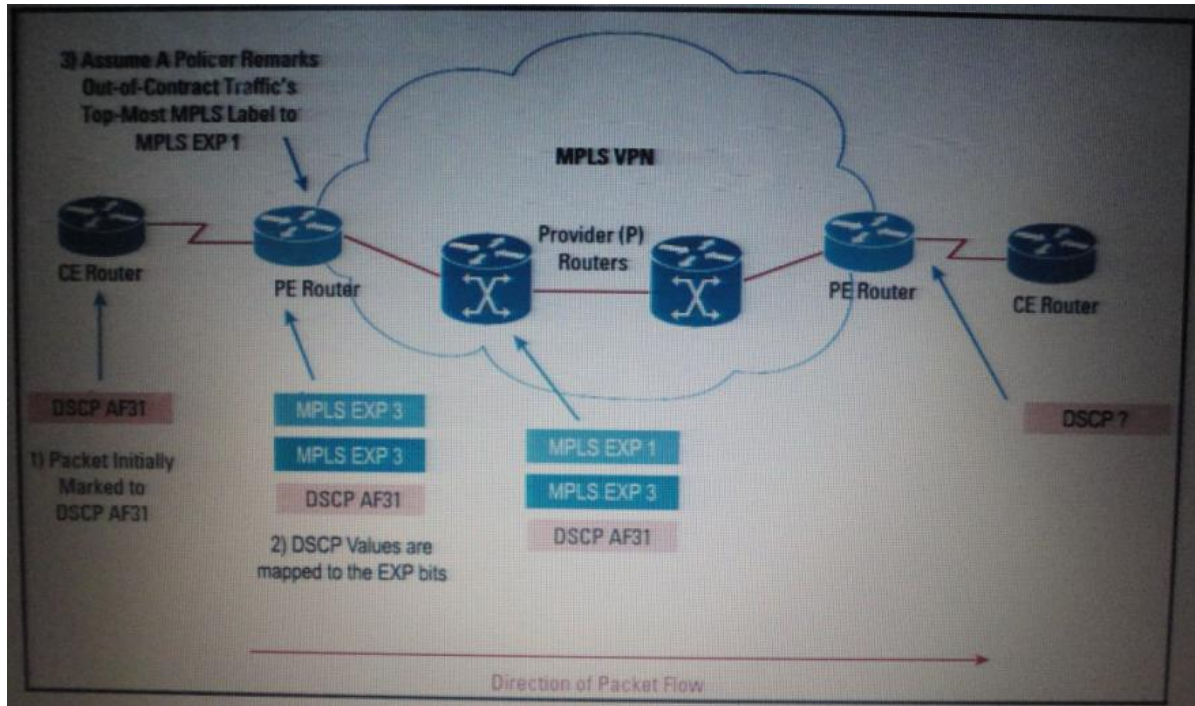 3) Assume A Policer Remarks
Out-of-Contract Traffic's
Top-Most MPLS Label to
MPLS EXP 1
MPLS VPN
Provider (P)
Routers
CE Router
PE Router
PE Router
CE Router
DSCP AF31
MPLS EXP 3
MPLS EXP 3
DSCP AF31
MPLS EXP 1
MPLS EXP 3
DSCP AF31
DSCP ?
1) Packet Initially
Marked to
DSCP AF31
2) DSCP Values are
mapped to the EXP bits
Direction of Packet Flow